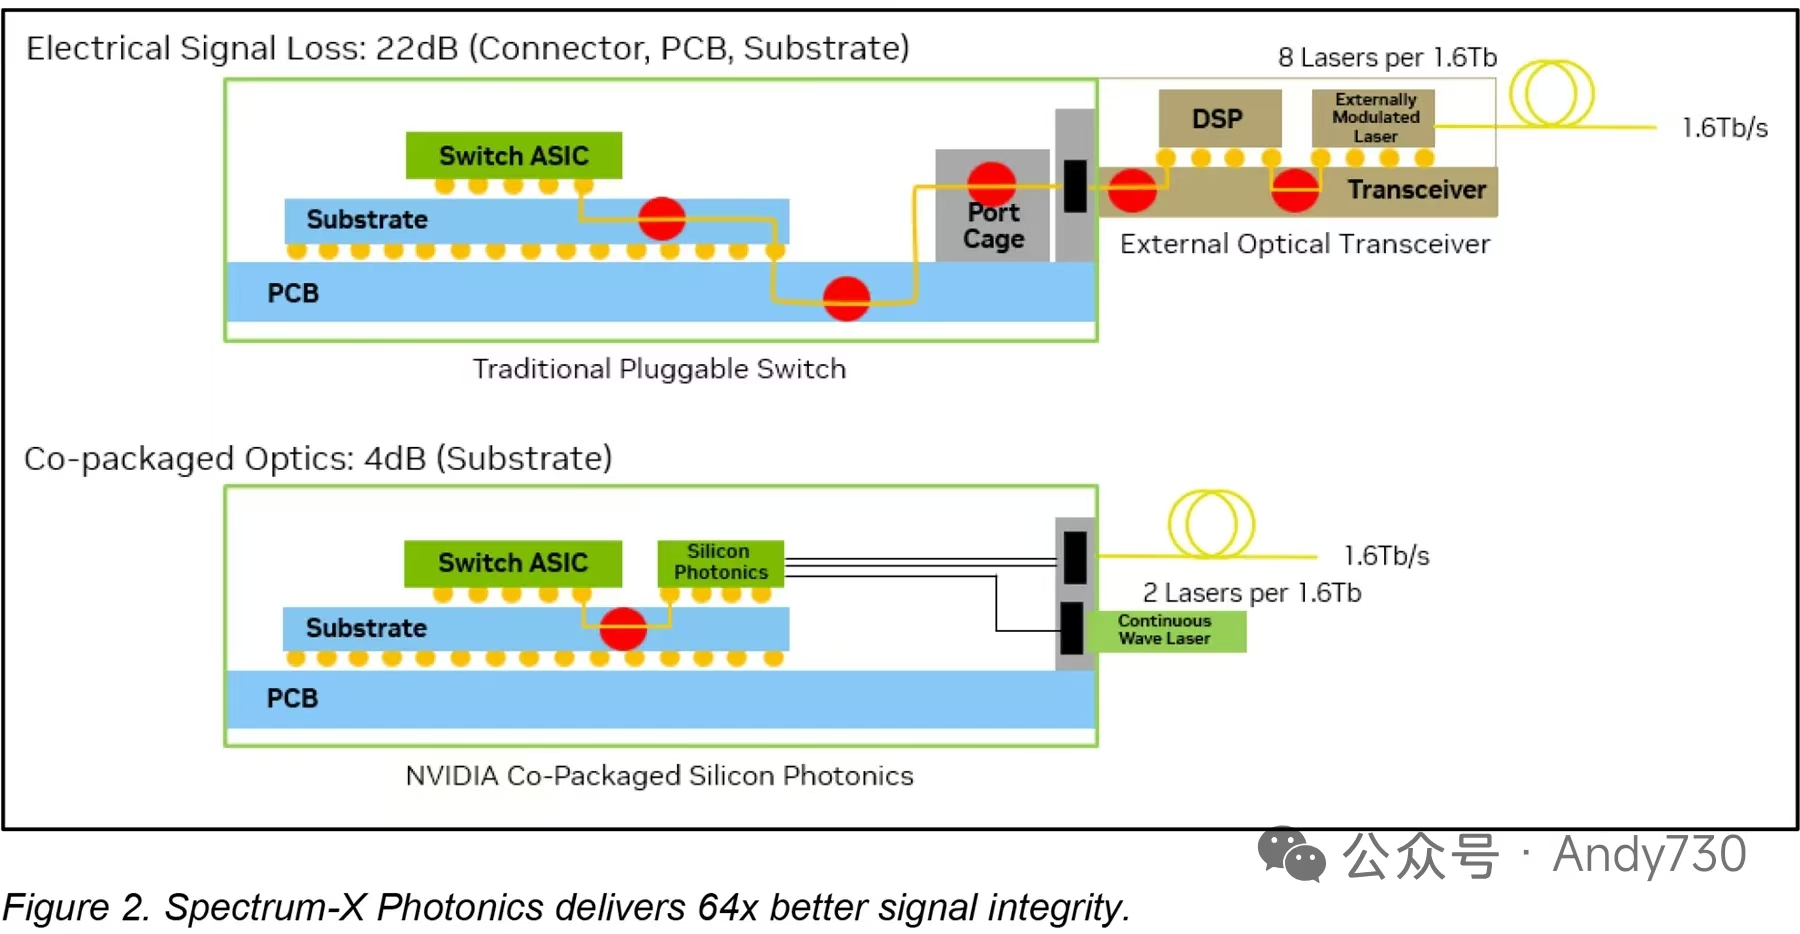 Electrical Signal Loss: 22dB (Connector, PCB, Substrate)
8 Lasers per 1.6Tb
Switch ASIC
Substrate
PCB
Port
Cage
DSP
Externally
Modulated
Laser
1.6Tb/s
Transceiver
External Optical Transceiver
Traditional Pluggable Switch
Co-packaged Optics: 4dB (Substrate)
Switch ASIC
Silicon
Photonics
Substrate
PCB
1.6Tb/s
2 Lasers per 1.6Tb
Continuous
Wave Laser
NVIDIA Co-Packaged Silicon Photonics
公众号 · Andy730
Figure 2. Spectrum-X Photonics delivers 64x better signal integrity.